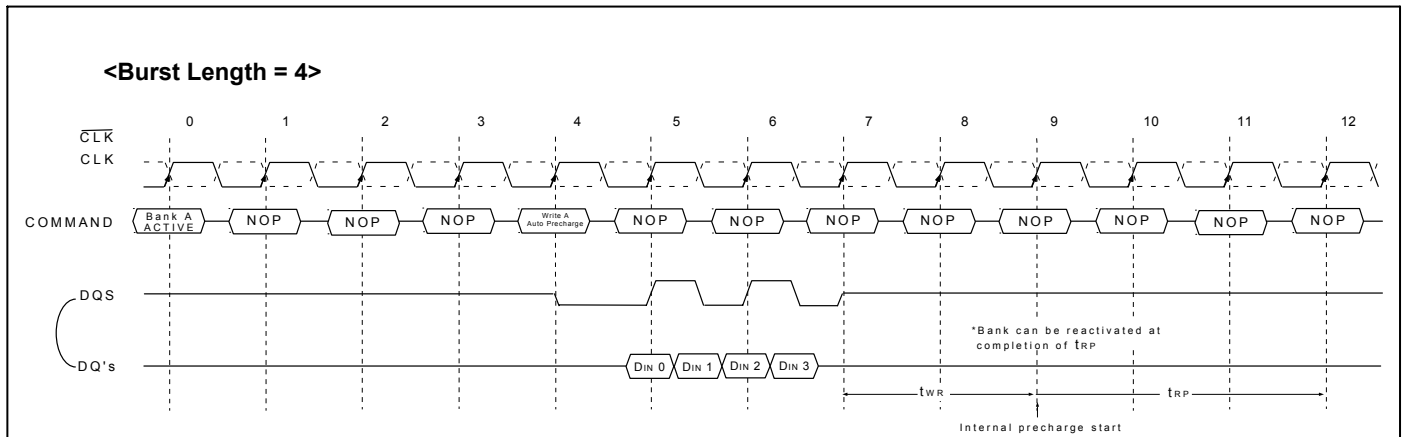 <Burst Length = 4>
0 1 2 3 4 5 6 7 8 9 10 11 12
CLK
CLK
COMMAND
Bank A
ACTIVE
NOP
NOP
NOP
Write A
Auto Precharge
NOP
NOP
NOP
NOP
NOP
NOP
NOP
NOP
DQS
*Bank can be reactivated at
completion of tRP
DQ's
DIN 0 DIN 1 DIN 2 DIN 3
tWR
tRP
Internal precharge start